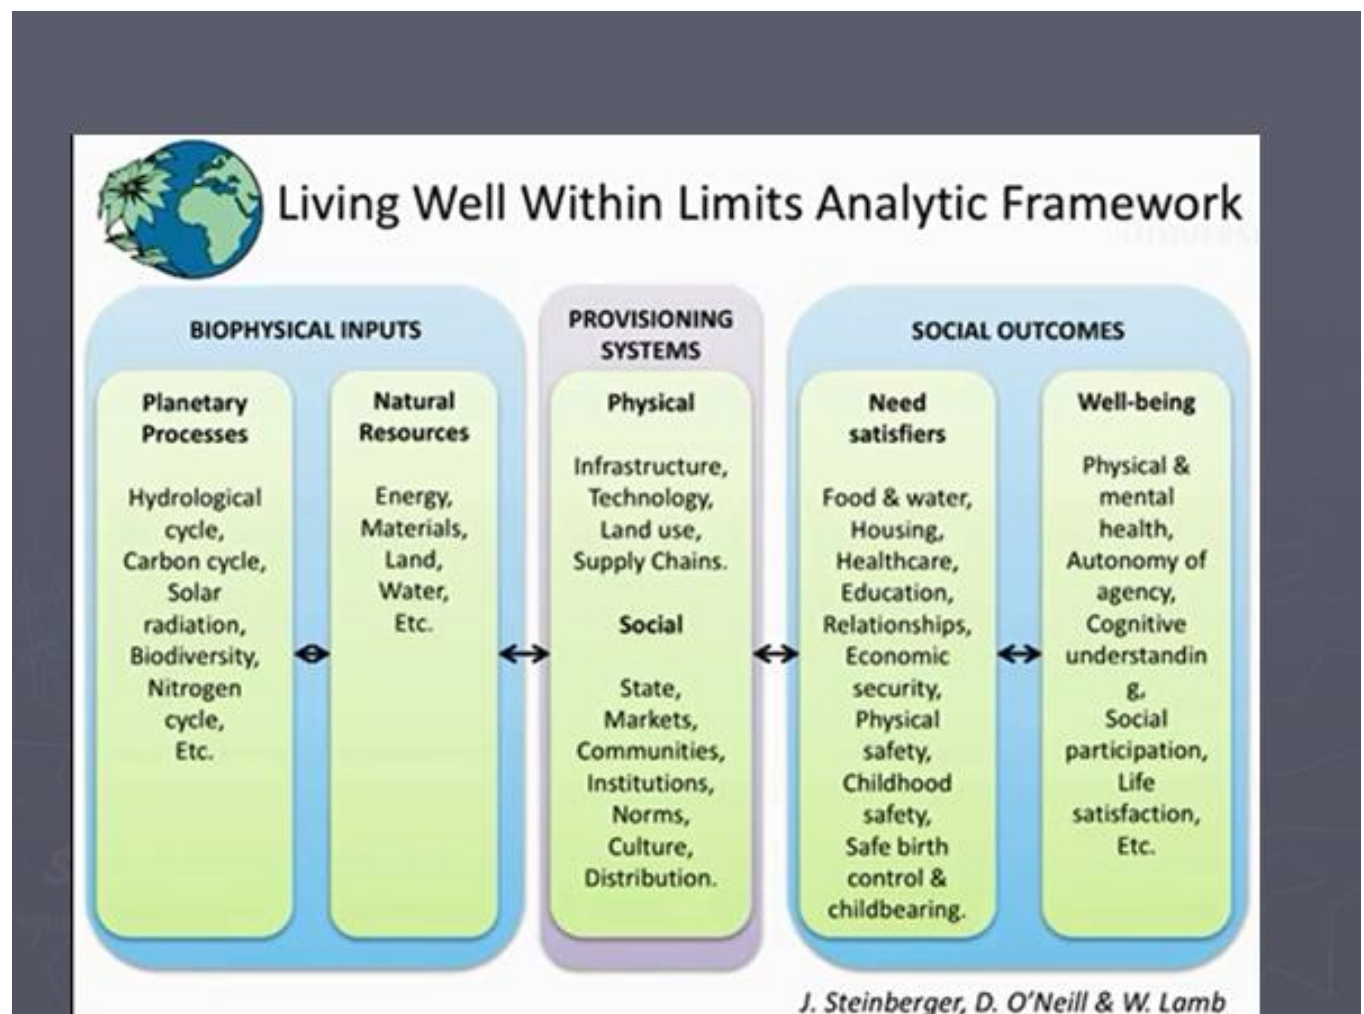 Living Well Within Limits Analytic Framework
BIOPHYSICAL INPUTS
Planetary
Processes
Hydrological
cycle,
Carbon cycle,
Solar
radiation,
Biodiversity,
Nitrogen
cycle,
Etc.
Natural
Resources
Energy,
Materials,
Land,
Water,
Etc.
PROVISIONING
SYSTEMS
Physical
Infrastructure,
Technology,
Land use,
Supply Chains.
Social
State,
Markets,
Communities,
Institutions,
Norms,
Culture,
Distribution.
SOCIAL OUTCOMES
Need
satisfiers
Food & water,
Housing,
Healthcare,
Education,
Relationships,
Economic
security,
Physical
safety,
Childhood
safety,
Safe birth
control &
childbearing.
Well-being
Physical &
mental
health,
Autonomy of
agency,
Cognitive
understandin
g,
Social
participation,
Life
satisfaction,
Etc.
J. Steinberger, D. O'Neill & W. Lamb